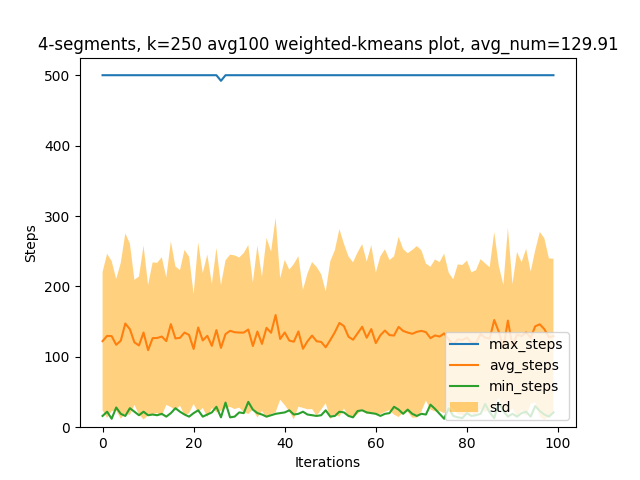 4-segments, k=250 avg100 weighted-kmeans plot, avg_num=129.91
500
400
300
200
100
0
Steps
0 20 40 60 80 100
Iterations
max_steps
avg_steps
min_steps
std